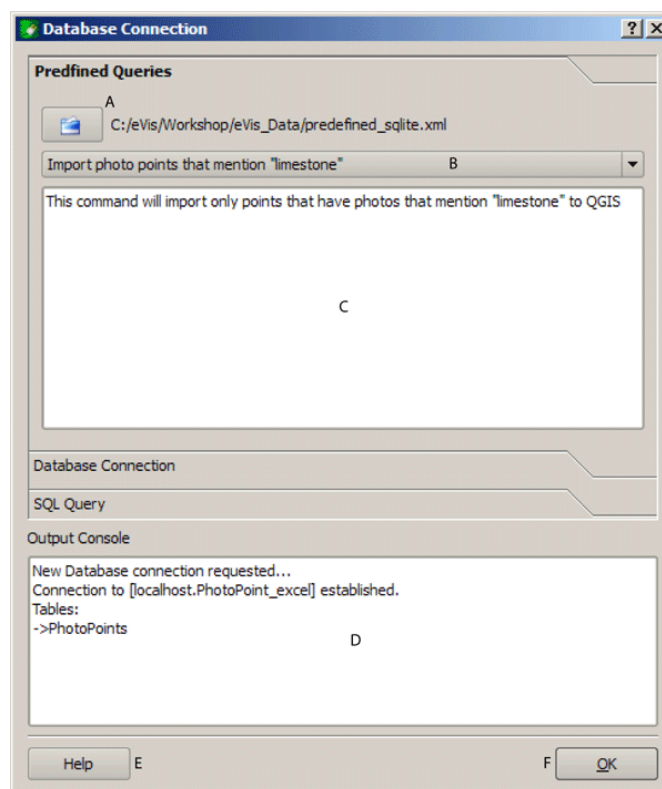 Database Connection
Predfined Queries
A
C:/eVis/Workshop/eVis_Data/predefined_sqlite.xml
Import photo points that mention "limestone" B
This command will import only points that have photos that mention "limestone" to QGIS
C
Database Connection
SQL Query
Output Console
New Database connection requested...
Connection to [localhost.PhotoPoint_excel] established.
Tables:
->PhotoPoints
D
Help E F OK